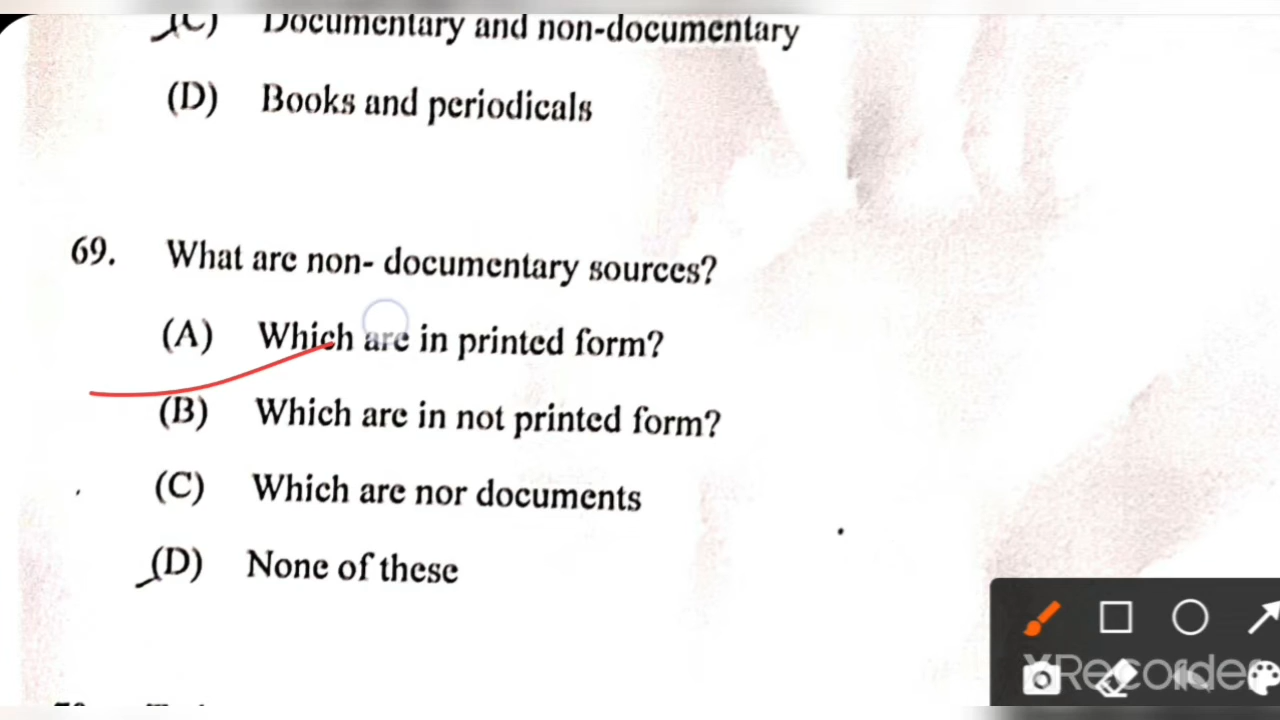 (C) Documentary and non-documentary
(D) Books and periodicals
69. What are non- documentary sources?
(A) Which are in printed form?
(B) Which are in not printed form?
(C) Which are nor documents
(D) None of these
XRecorder